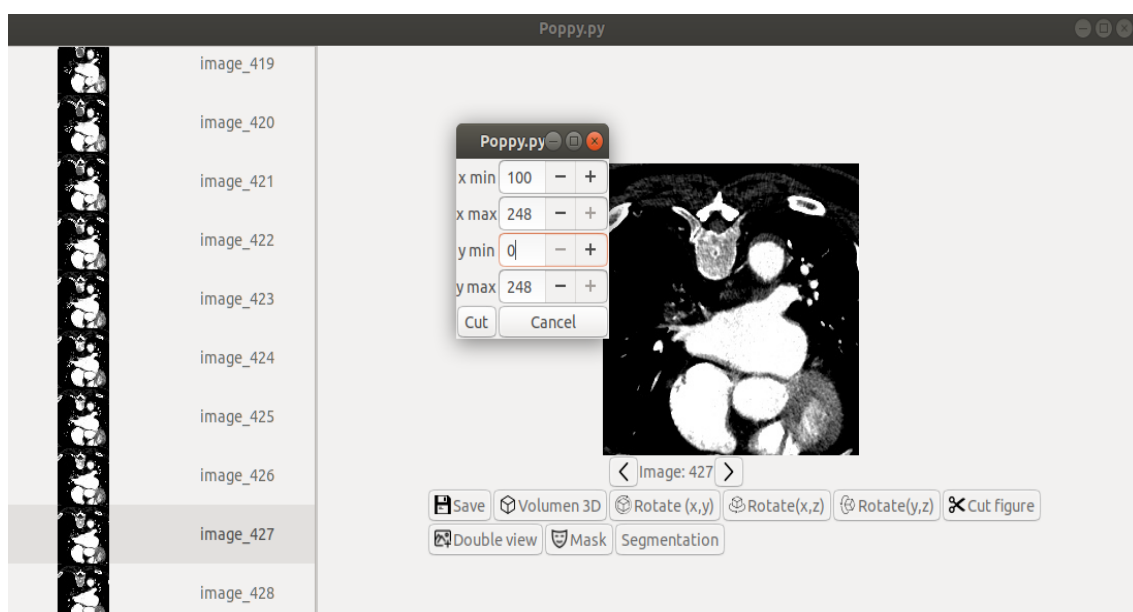 Poppy.py
image_419
image_420
image_421
image_422
image_423
image_424
image_425
image_426
image_427
image_428
Poppy.py
x min 100 − +
x max 248 − +
y min 0 − +
y max 248 − +
Cut Cancel
Image: 427
Save Volumen 3D Rotate (x,y) Rotate(x,z) Rotate(y,z) Cut figure
Double view Mask Segmentation